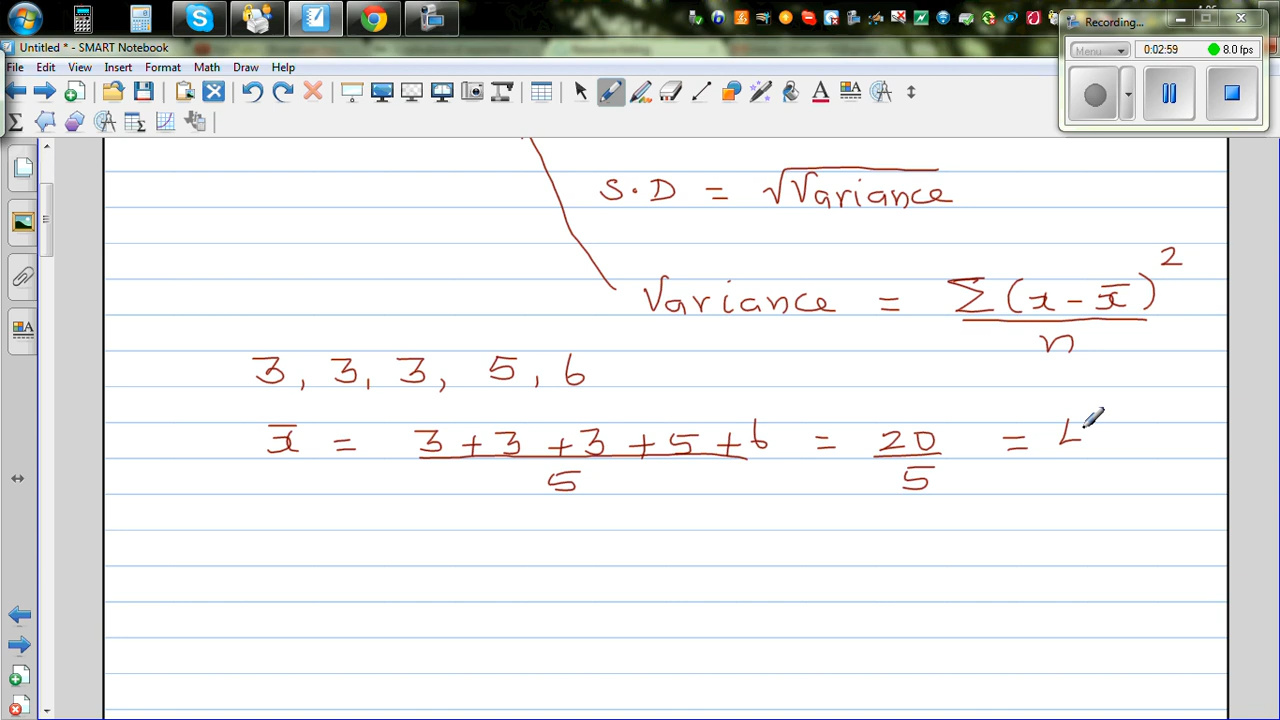 Recording...
Untitled * - SMART Notebook
Menu
0:02:59
8.0 fps
File Edit View Insert Format Math Draw Help
S.D = √Variance
Variance = Σ(x - x̄)²
n
3, 3, 3, 5, 6
x̄ = 3 + 3 + 3 + 5 + 6 = 20 =
5 5